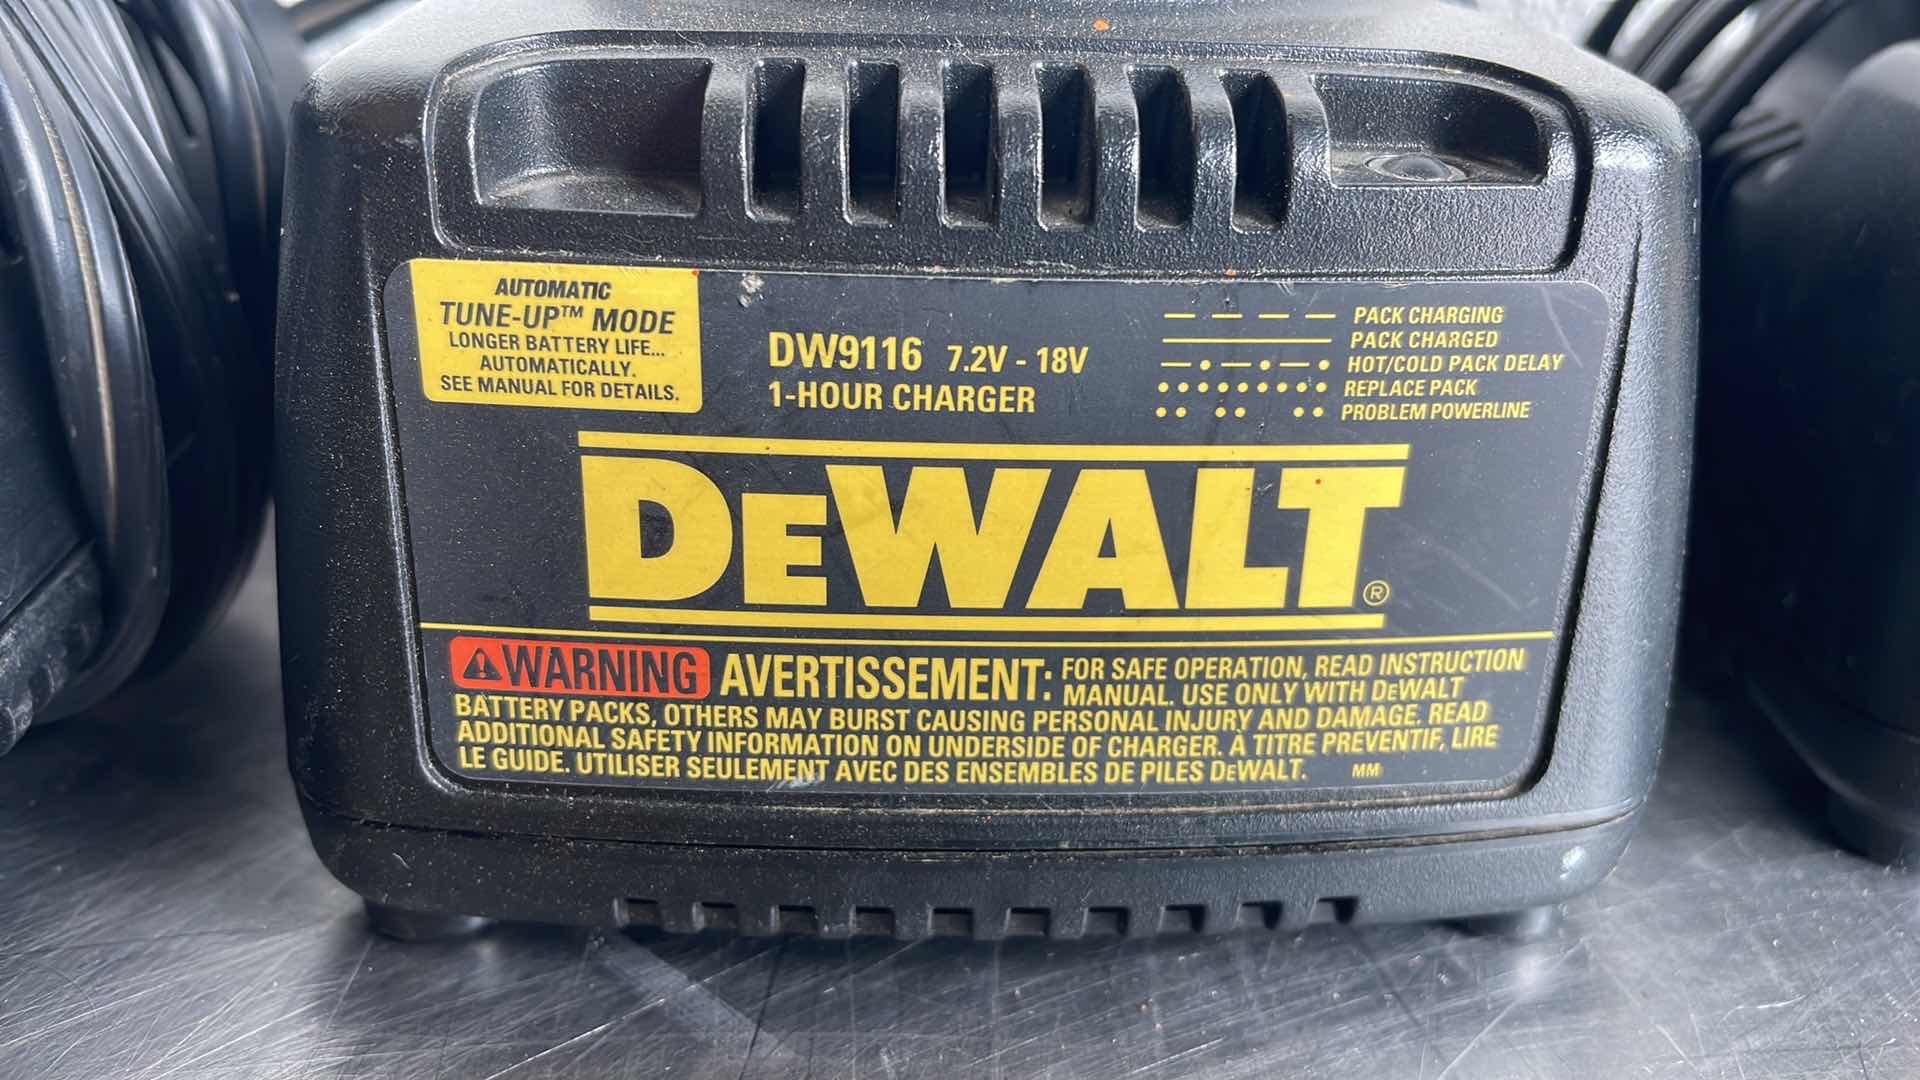 AUTOMATIC
TUNE-UP™ MODE
LONGER BATTERY LIFE...
AUTOMATICALLY.
SEE MANUAL FOR DETAILS.
DW9116 7.2V - 18V
1-HOUR CHARGER
PACK CHARGING
PACK CHARGED
HOT/COLD PACK DELAY
REPLACE PACK
PROBLEM POWERLINE
DEWALT®
WARNING AVERTISSEMENT: FOR SAFE OPERATION, READ INSTRUCTION
MANUAL. USE ONLY WITH DEWALT
BATTERY PACKS, OTHERS MAY BURST CAUSING PERSONAL INJURY AND DAMAGE. READ
ADDITIONAL SAFETY INFORMATION ON UNDERSIDE OF CHARGER. À TITRE PREVENTIF, LIRE
LE GUIDE. UTILISER SEULEMENT AVEC DES ENSEMBLES DE PILES DEWALT. MM